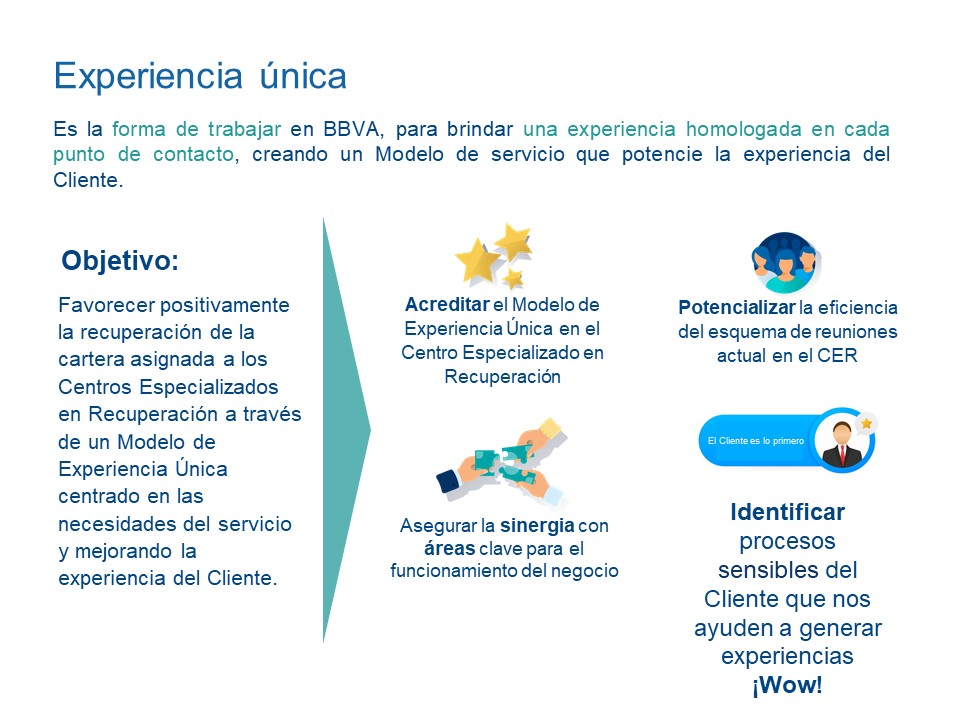 Experiencia única
Es la forma de trabajar en BBVA, para brindar una experiencia homologada en cada
punto de contacto, creando un Modelo de servicio que potencie la experiencia del
Cliente.
Objetivo:
Favorecer positivamente
la recuperación de la
cartera asignada a los
Centros Especializados
en Recuperación a través
de un Modelo de
Experiencia Única
centrado en las
necesidades del servicio
y mejorando la
experiencia del Cliente.
Acreditar el Modelo de
Experiencia Única en el
Centro Especializado en
Recuperación
Potencializar la eficiencia
del esquema de reuniones
actual en el CER
Asegurar la sinergia con
áreas clave para el
funcionamiento del negocio
El Cliente es lo primero
Identificar
procesos
sensibles del
Cliente que nos
ayuden a generar
experiencias
¡Wow!